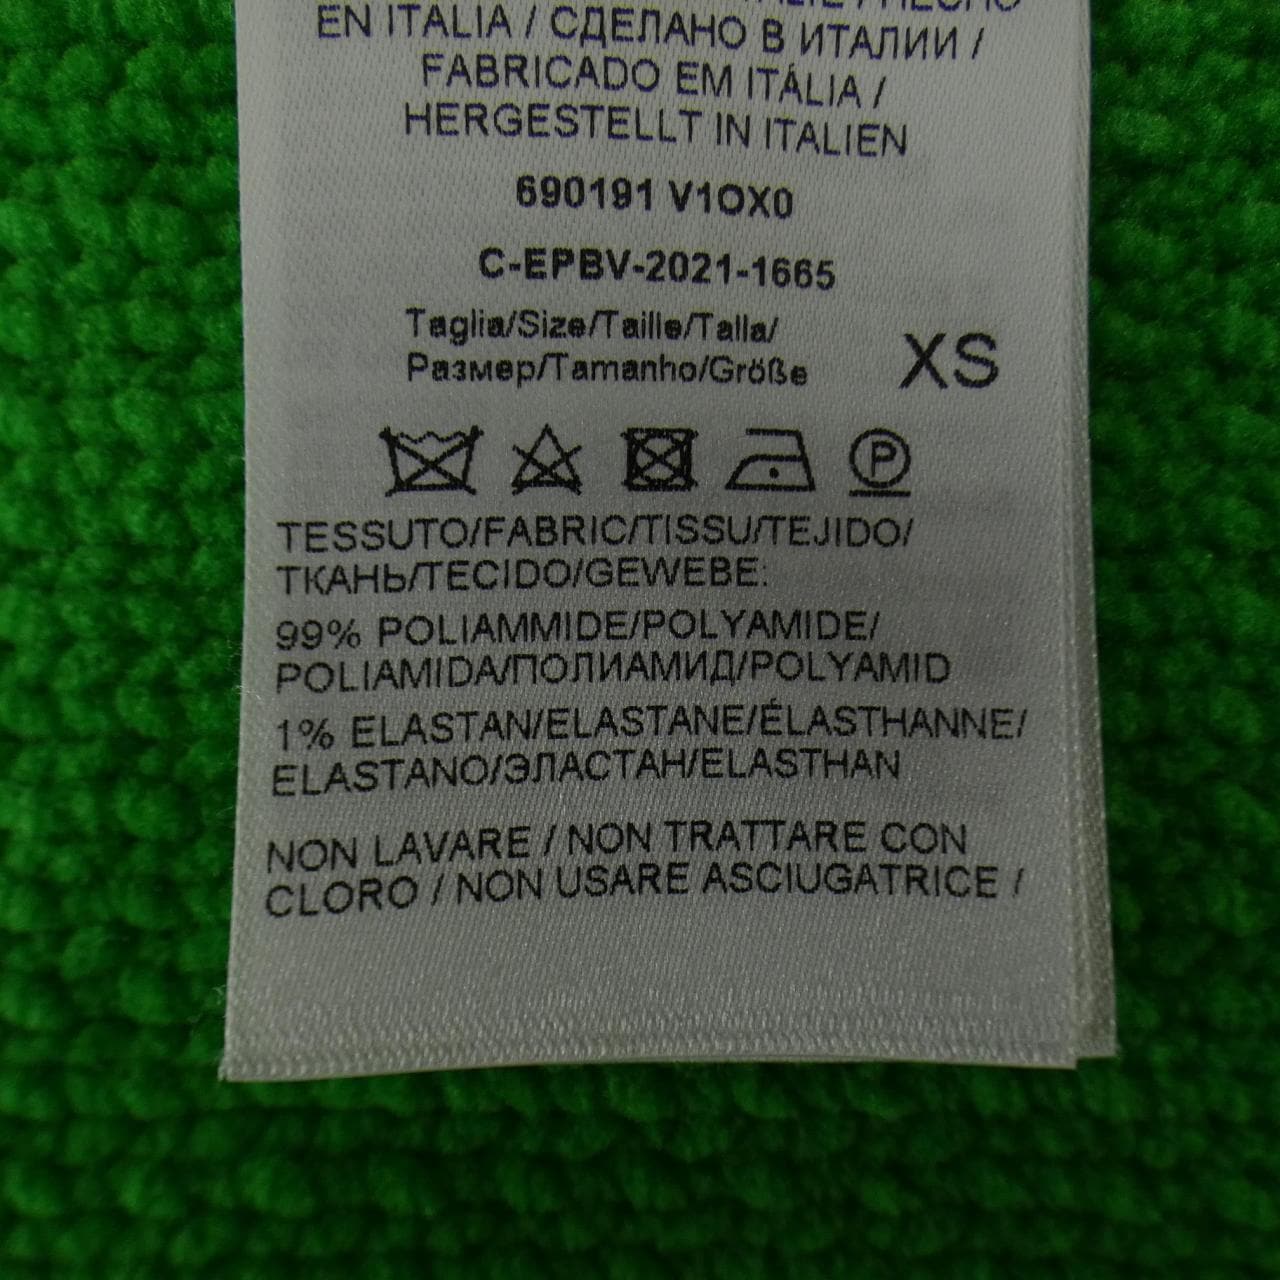 EN ITALIA / СДЕЛАНО В ИТАЛИИ /
FABRICADO EM ITÁLIA /
HERGESTELLT IN ITALIEN
690191 V1OX0
C-EPBV-2021-1665
Taglia/Size/Taille/Talla/
Размер/Tamanho/Größe
XS
P
TESSUTO/FABRIC/TISSU/TEJIDO/
ТКАНЬ/TECIDO/GEWEBE:
99% POLIAMMIDE/POLYAMIDE/
POLIAMIDA/ПОЛИАМИД/POLYAMID
1% ELASTAN/ELASTANE/ÉLASTHANNE/
ELASTANO/ЭЛАСТАН/ELASTHAN
NON LAVARE / NON TRATTARE CON
CLORO / NON USARE ASCIUGATRICE /